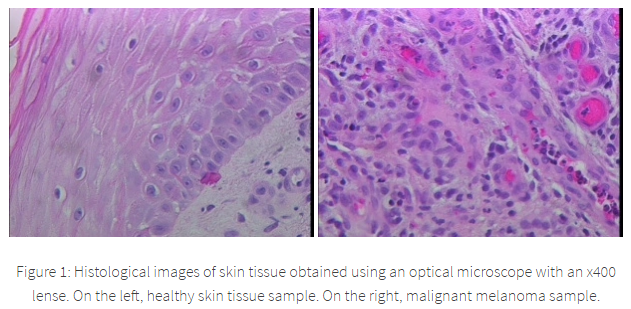 Figure 1: Histological images of skin tissue obtained using an optical microscope with an x400
lense. On the left, healthy skin tissue sample. On the right, malignant melanoma sample.